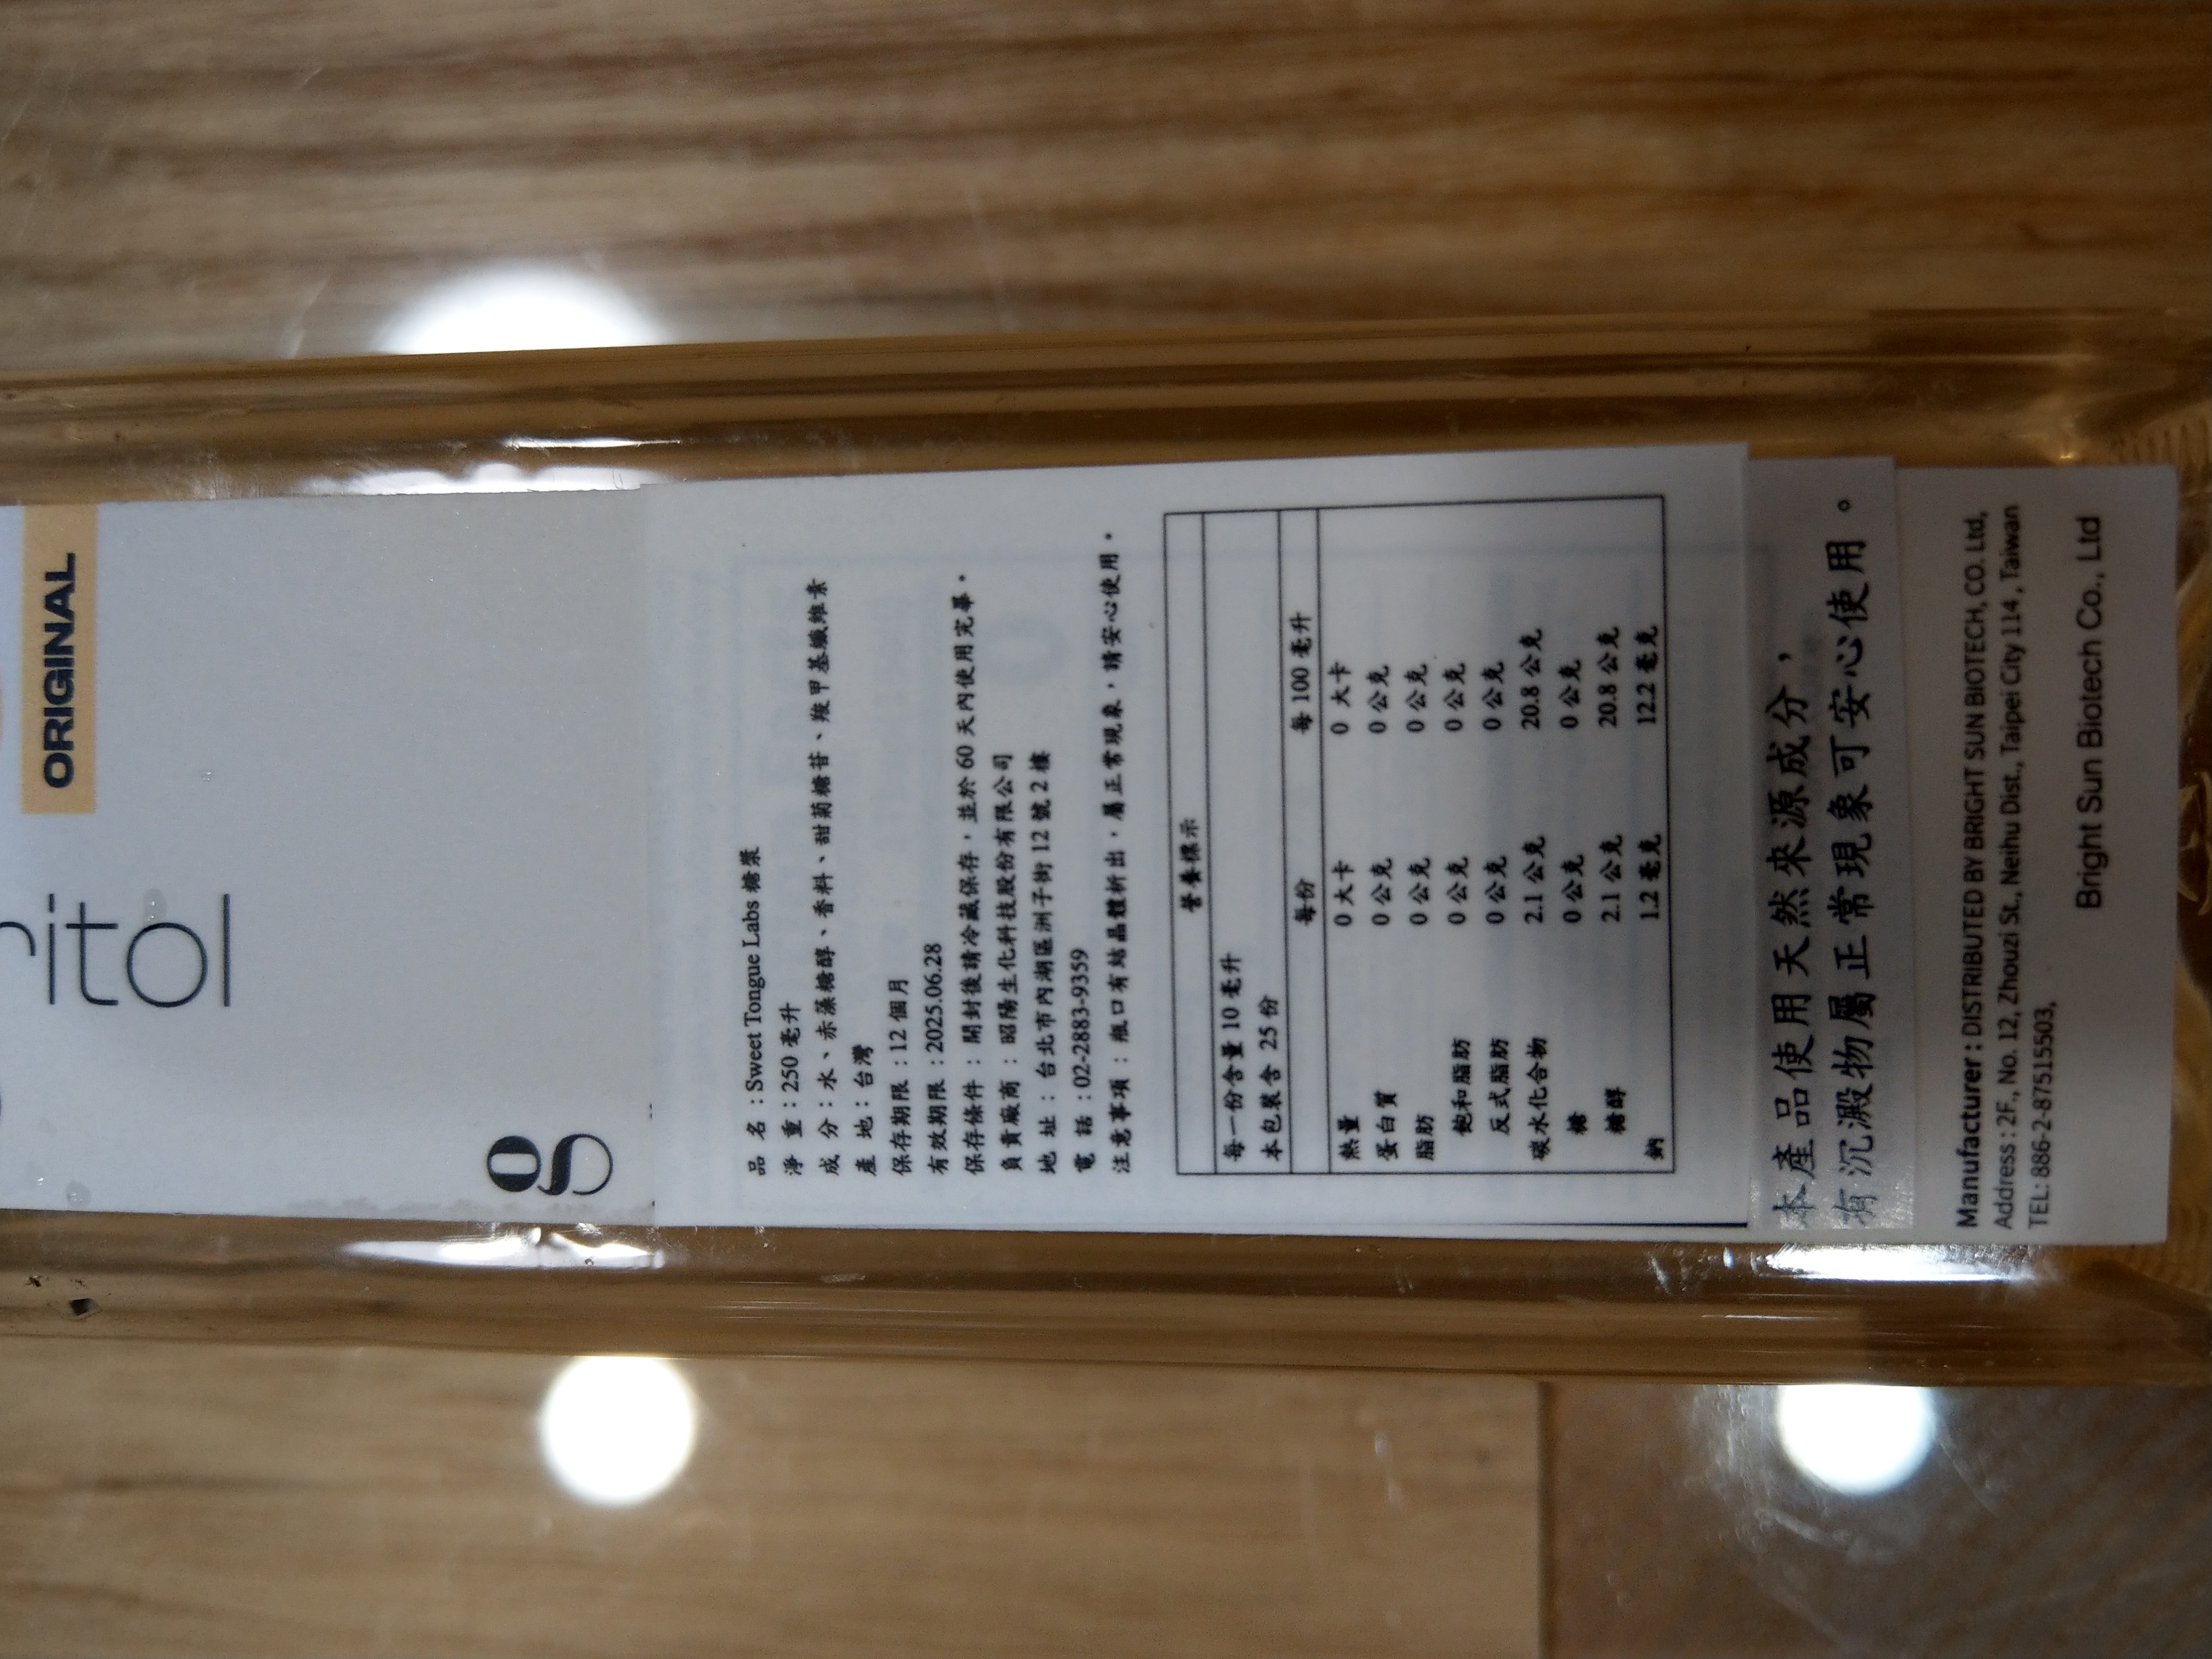 ORIGINAL
ritol
g
品 名：Sweet Tongue Labs 糖漿
淨 重：250 毫升
成 分：水、赤藻糖醇、香料、甜菊糖苷、羧甲基纖維素
產 地：台灣
保存期限：12 個月
有效期限：2025.06.28
保存條件：開封後請冷藏保存，並於 60 天內使用完畢。
負責廠商：昭陽生化科技股份有限公司
地 址：台北市內湖區洲子街 12 號 2 樓
電 話：02-2883-9359
注意事項：瓶口有結晶體析出，屬正常現象，請安心使用。
營養標示
每一份含量 10 毫升
本包裝含 25 份
每份 每 100 毫升
熱量 0 大卡 0 大卡
蛋白質 0 公克 0 公克
脂肪 0 公克 0 公克
飽和脂肪 0 公克 0 公克
反式脂肪 0 公克 0 公克
碳水化合物 2.1 公克 20.8 公克
糖 0 公克 0 公克
糖醇 2.1 公克 20.8 公克
鈉 1.2 毫克 12.2 毫克
本產品使用天然來源成分，
有沉澱物屬正常現象可安心使用。
Manufacturer : DISTRIBUTED BY BRIGHT SUN BIOTECH, CO. Ltd,
Address : 2F., No. 12, Zhouzi St., Neihu Dist., Taipei City 114, Taiwan
TEL: 886-2-87515503,
Bright Sun Biotech Co., Ltd